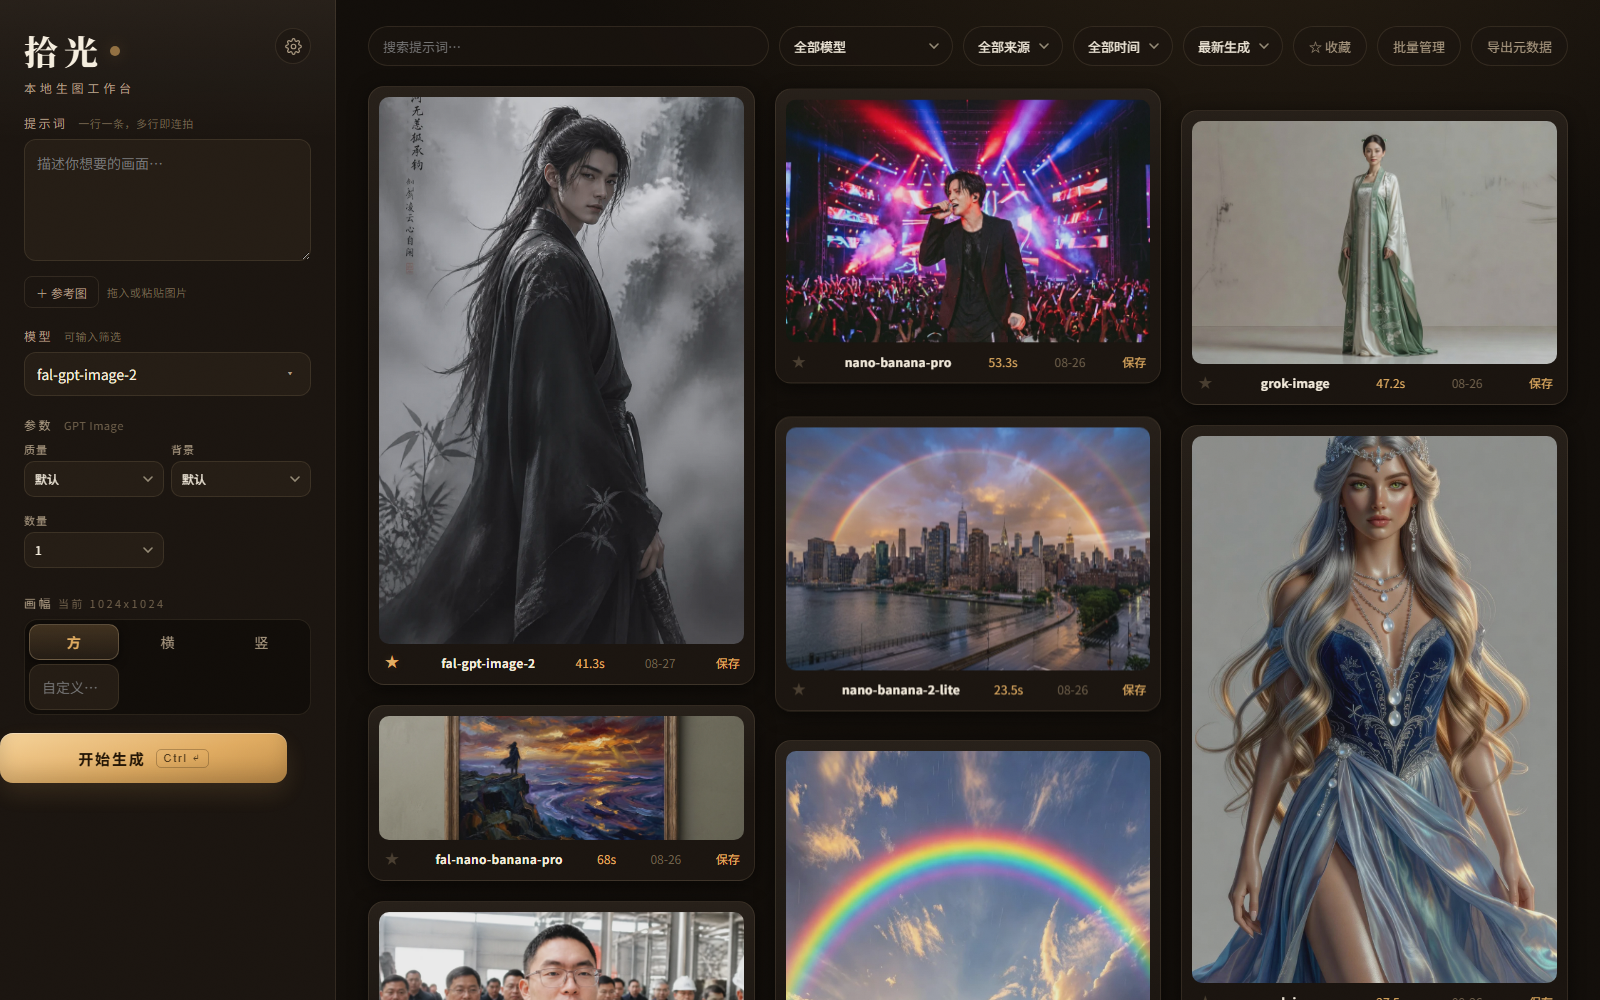 拾光
本地生图工作台
提示词 一行一条，多行即连拍
描述你想要的画面…
＋ 参考图 拖入或粘贴图片
模型 可输入筛选
fal-gpt-image-2
参数 GPT Image
质量 背景
默认 默认
数量
1
画幅 当前 1024x1024
方 横 竖
自定义…
开始生成 Ctrl ↵
搜索提示词… 全部模型 全部来源 全部时间 最新生成 ☆ 收藏 批量管理 导出元数据
无
承
心
自
闲
★ fal-gpt-image-2 41.3s 08-27 保存
★ fal-nano-banana-pro 68s 08-26 保存
★ nano-banana-pro 53.3s 08-26 保存
★ nano-banana-2-lite 23.5s 08-26 保存
★ grok-image 47.2s 08-26 保存